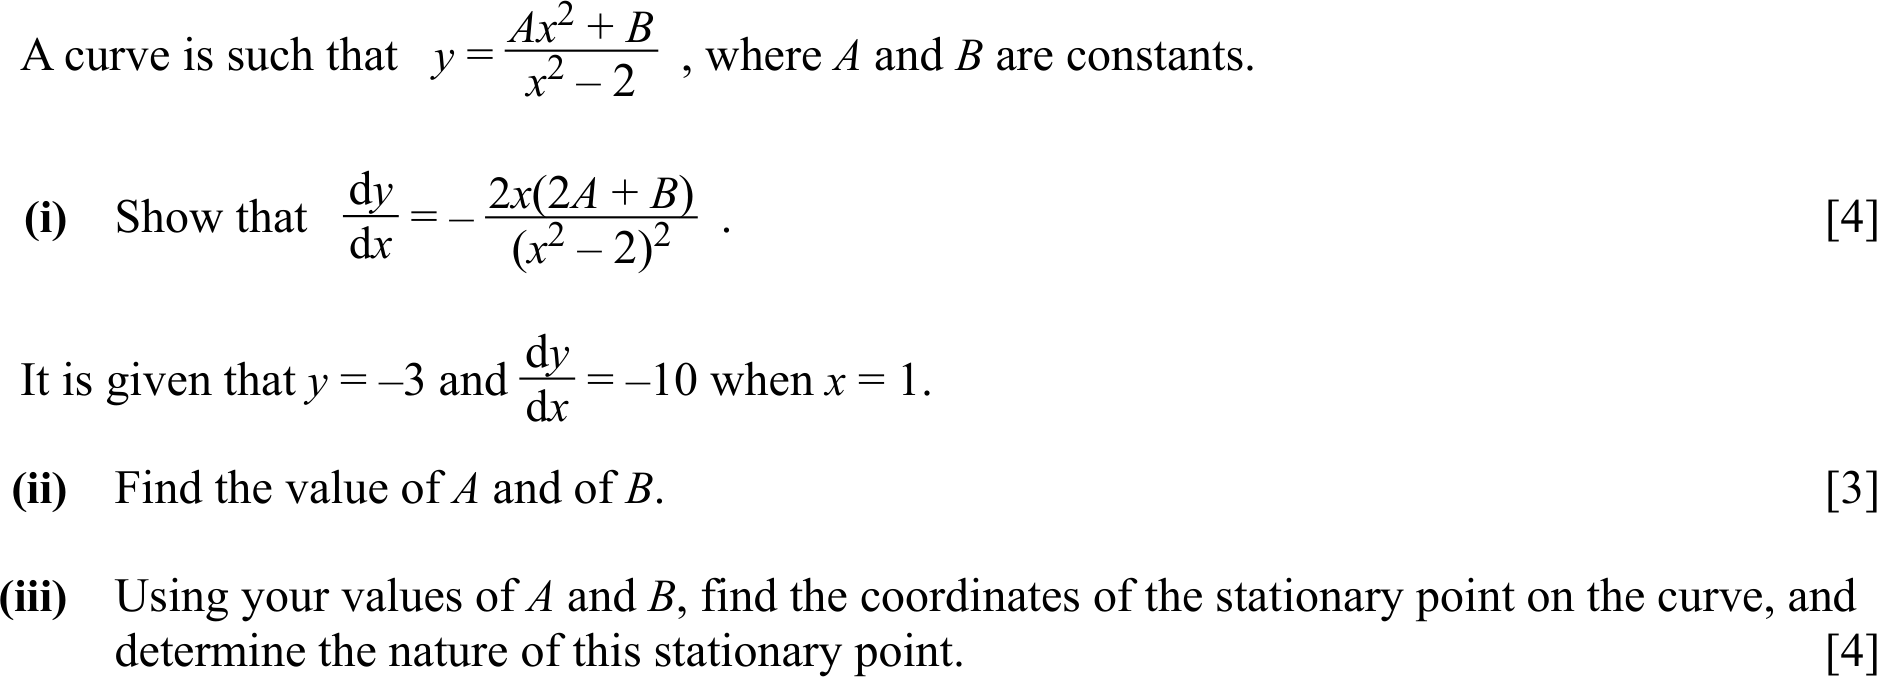 A curve is such that y = \frac{Ax^2 + B}{x^2 – 2} , where A and B are constants.
(i) Show that \frac{dy}{dx} = – \frac{2x(2A + B)}{(x^2 – 2)^2} . [4]
It is given that y = –3 and \frac{dy}{dx} = –10 when x = 1.
(ii) Find the value of A and of B. [3]
(iii) Using your values of A and B, find the coordinates of the stationary point on the curve, and
determine the nature of this stationary point. [4]